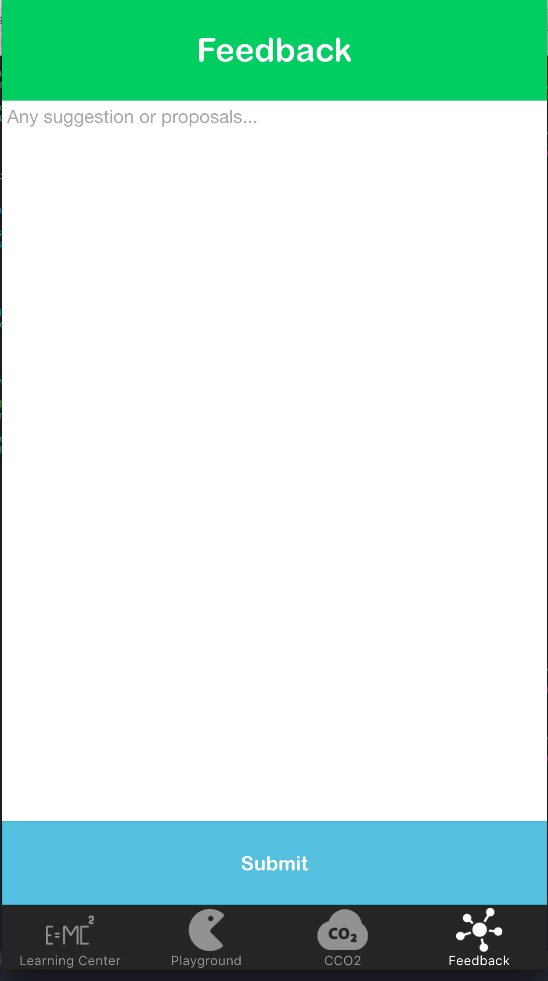 Feedback
Any suggestion or proposals...
Submit
E=MC²
CO₂
Learning Center
Playground
CCO2
Feedback